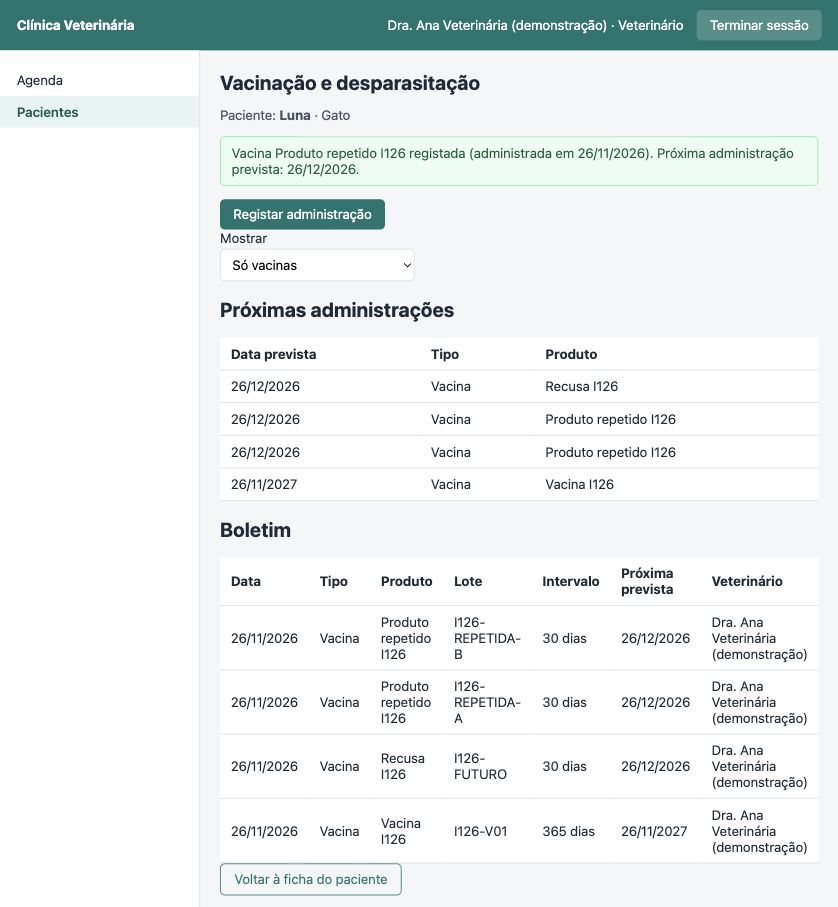 Clínica Veterinária
Dra. Ana Veterinária (demonstração) · Veterinário
Terminar sessão
Agenda
Pacientes
Vacinação e desparasitação
Paciente: Luna · Gato
Vacina Produto repetido I126 registada (administrada em 26/11/2026). Próxima administração
prevista: 26/12/2026.
Registar administração
Mostrar
Só vacinas
Próximas administrações
Data prevista Tipo Produto
26/12/2026 Vacina Recusa I126
26/12/2026 Vacina Produto repetido I126
26/12/2026 Vacina Produto repetido I126
26/11/2027 Vacina Vacina I126
Boletim
Data Tipo Produto Lote Intervalo Próxima prevista Veterinário
26/11/2026 Vacina Produto repetido I126 I126-REPETIDA-B 30 dias 26/12/2026 Dra. Ana Veterinária (demonstração)
26/11/2026 Vacina Produto repetido I126 I126-REPETIDA-A 30 dias 26/12/2026 Dra. Ana Veterinária (demonstração)
26/11/2026 Vacina Recusa I126 I126-FUTURO 30 dias 26/12/2026 Dra. Ana Veterinária (demonstração)
26/11/2026 Vacina Vacina I126 I126-V01 365 dias 26/11/2027 Dra. Ana Veterinária (demonstração)
Voltar à ficha do paciente